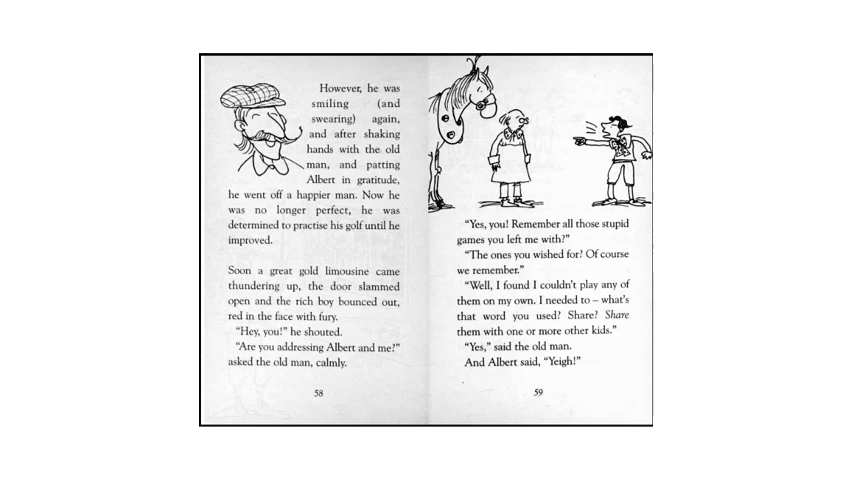 However, he was
smiling (and
swearing) again,
and after shaking
hands with the old
man, and patting
Albert in gratitude,
he went off a happier man. Now he
was no longer perfect, he was
determined to practise his golf until he
improved.
Soon a great gold limousine came
thundering up, the door slammed
open and the rich boy bounced out,
red in the face with fury.
“Hey, you!” he shouted.
“Are you addressing Albert and me?”
asked the old man, calmly.
58
“Yes, you! Remember all those stupid
games you left me with?”
“The ones you wished for? Of course
we remember.”
“Well, I found I couldn’t play any of
them on my own. I needed to – what’s
that word you used? Share? Share
them with one or more other kids.”
“Yes,” said the old man.
And Albert said, “Yeigh!”
59